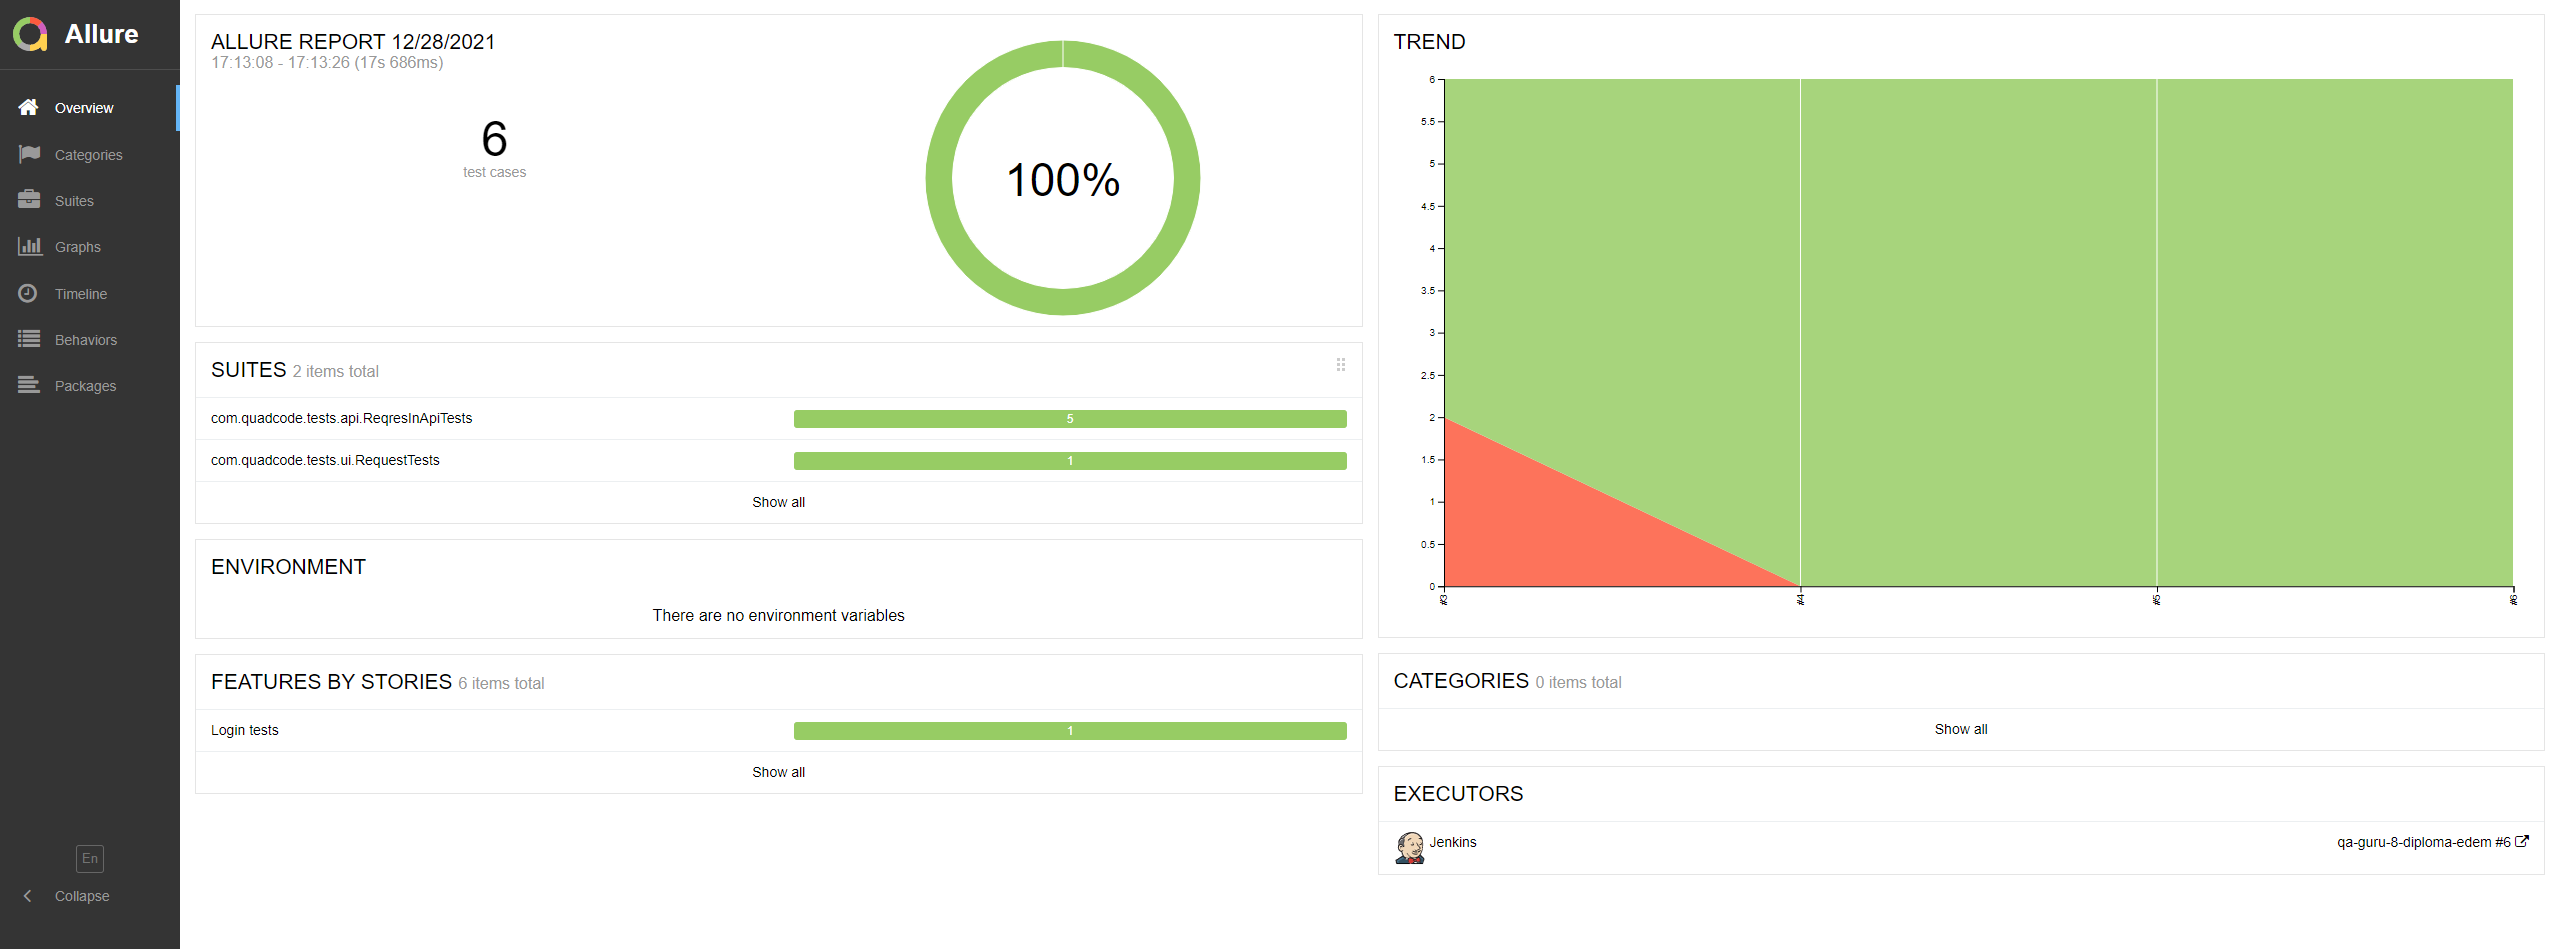 Allure
Overview
Categories
Suites
Graphs
Timeline
Behaviors
Packages
En
Collapse
ALLURE REPORT 12/28/2021
17:13:08 - 17:13:26 (17s 686ms)
6
test cases
100%
SUITES 2 items total
com.quadcode.tests.api.ReqresInApiTests 5
com.quadcode.tests.ui.RequestTests 1
Show all
ENVIRONMENT
There are no environment variables
FEATURES BY STORIES 6 items total
Login tests 1
Show all
TREND
6
5.5
5
4.5
4
3.5
3
2.5
2
1.5
1
0.5
0
#3 #4 #5 #6
CATEGORIES 0 items total
Show all
EXECUTORS
Jenkins qa-guru-8-diploma-edem #6